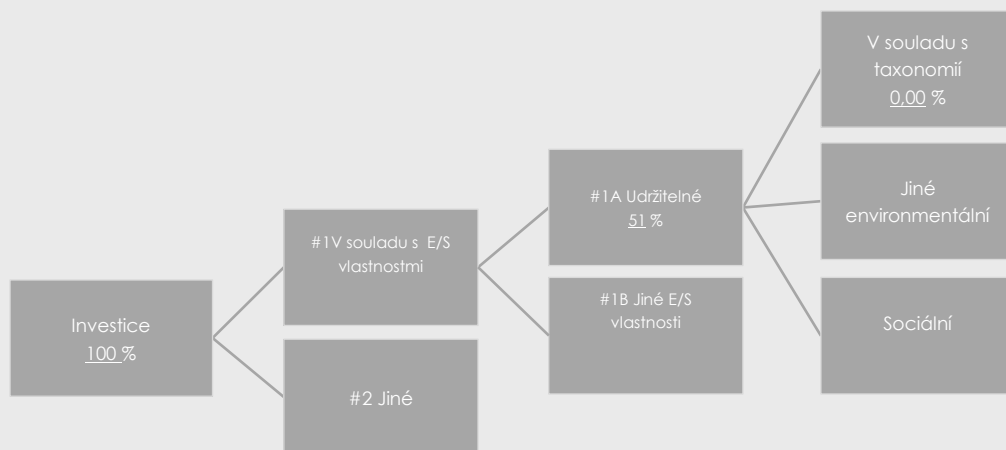 Investice
100 %
#1V souladu s E/S
vlastnostmi
#2 Jiné
#1A Udržitelné
51 %
#1B Jiné E/S
vlastnosti
V souladu s
taxonomií
0,00 %
Jiné
environmentální
Sociální